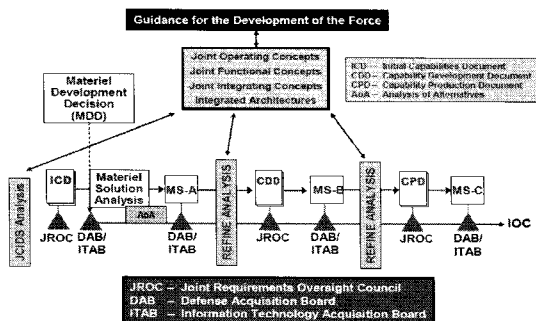 Guidance for the Development of the Force
Joint Operating Concepts
Joint Functional Concepts
Joint Integrating Concepts
Integrated Architectures
ICD – Initial Capabilities Document
CDD – Capability Development Document
CPD – Capability Production Document
AoA – Analysis of Alternatives
Materiel
Development
Decision
(MDD)
JCIDS Analysis
ICD
Materiel
Solution
Analysis
AoA
MS-A
REFINE ANALYSIS
CDD
MS-B
REFINE ANALYSIS
CPD
MS-C
IOC
JROC
DAB/
ITAB
DAB/
ITAB
JROC
DAB/
ITAB
JROC
DAB/
ITAB
JROC – Joint Requirements Oversight Council
DAB – Defense Acquisition Board
ITAB – Information Technology Acquisition Board